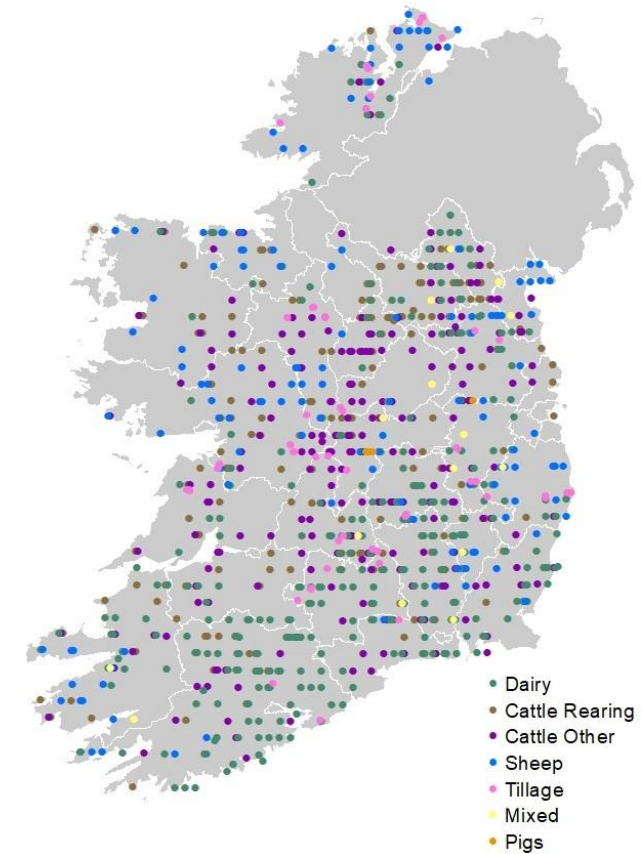 Dairy
Cattle Rearing
Cattle Other
Sheep
Tillage
Mixed
Pigs